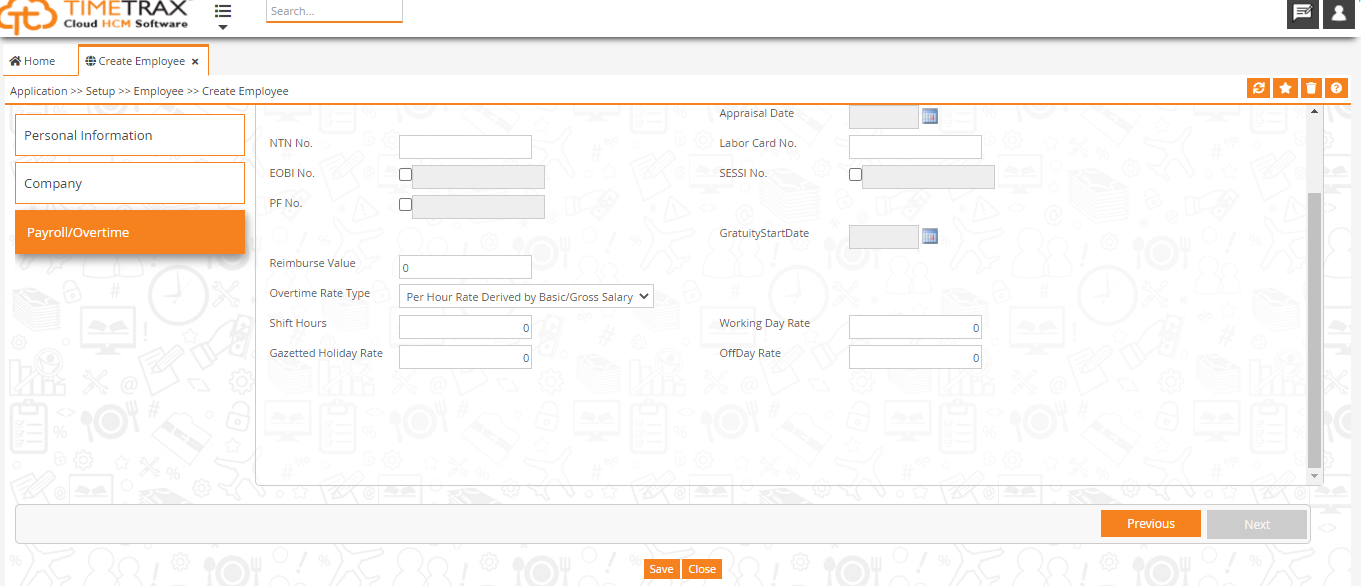 TIMETRAX
Cloud HCM Software
Search...
Home
Create Employee ×
Application >> Setup >> Employee >> Create Employee
Personal Information
Company
Payroll/Overtime
Appraisal Date
NTN No.
Labor Card No.
EOBI No.
SESSI No.
PF No.
GratuityStartDate
Reimburse Value
0
Overtime Rate Type
Per Hour Rate Derived by Basic/Gross Salary
Shift Hours
0
Working Day Rate
0
Gazetted Holiday Rate
0
OffDay Rate
0
Previous
Next
Save
Close